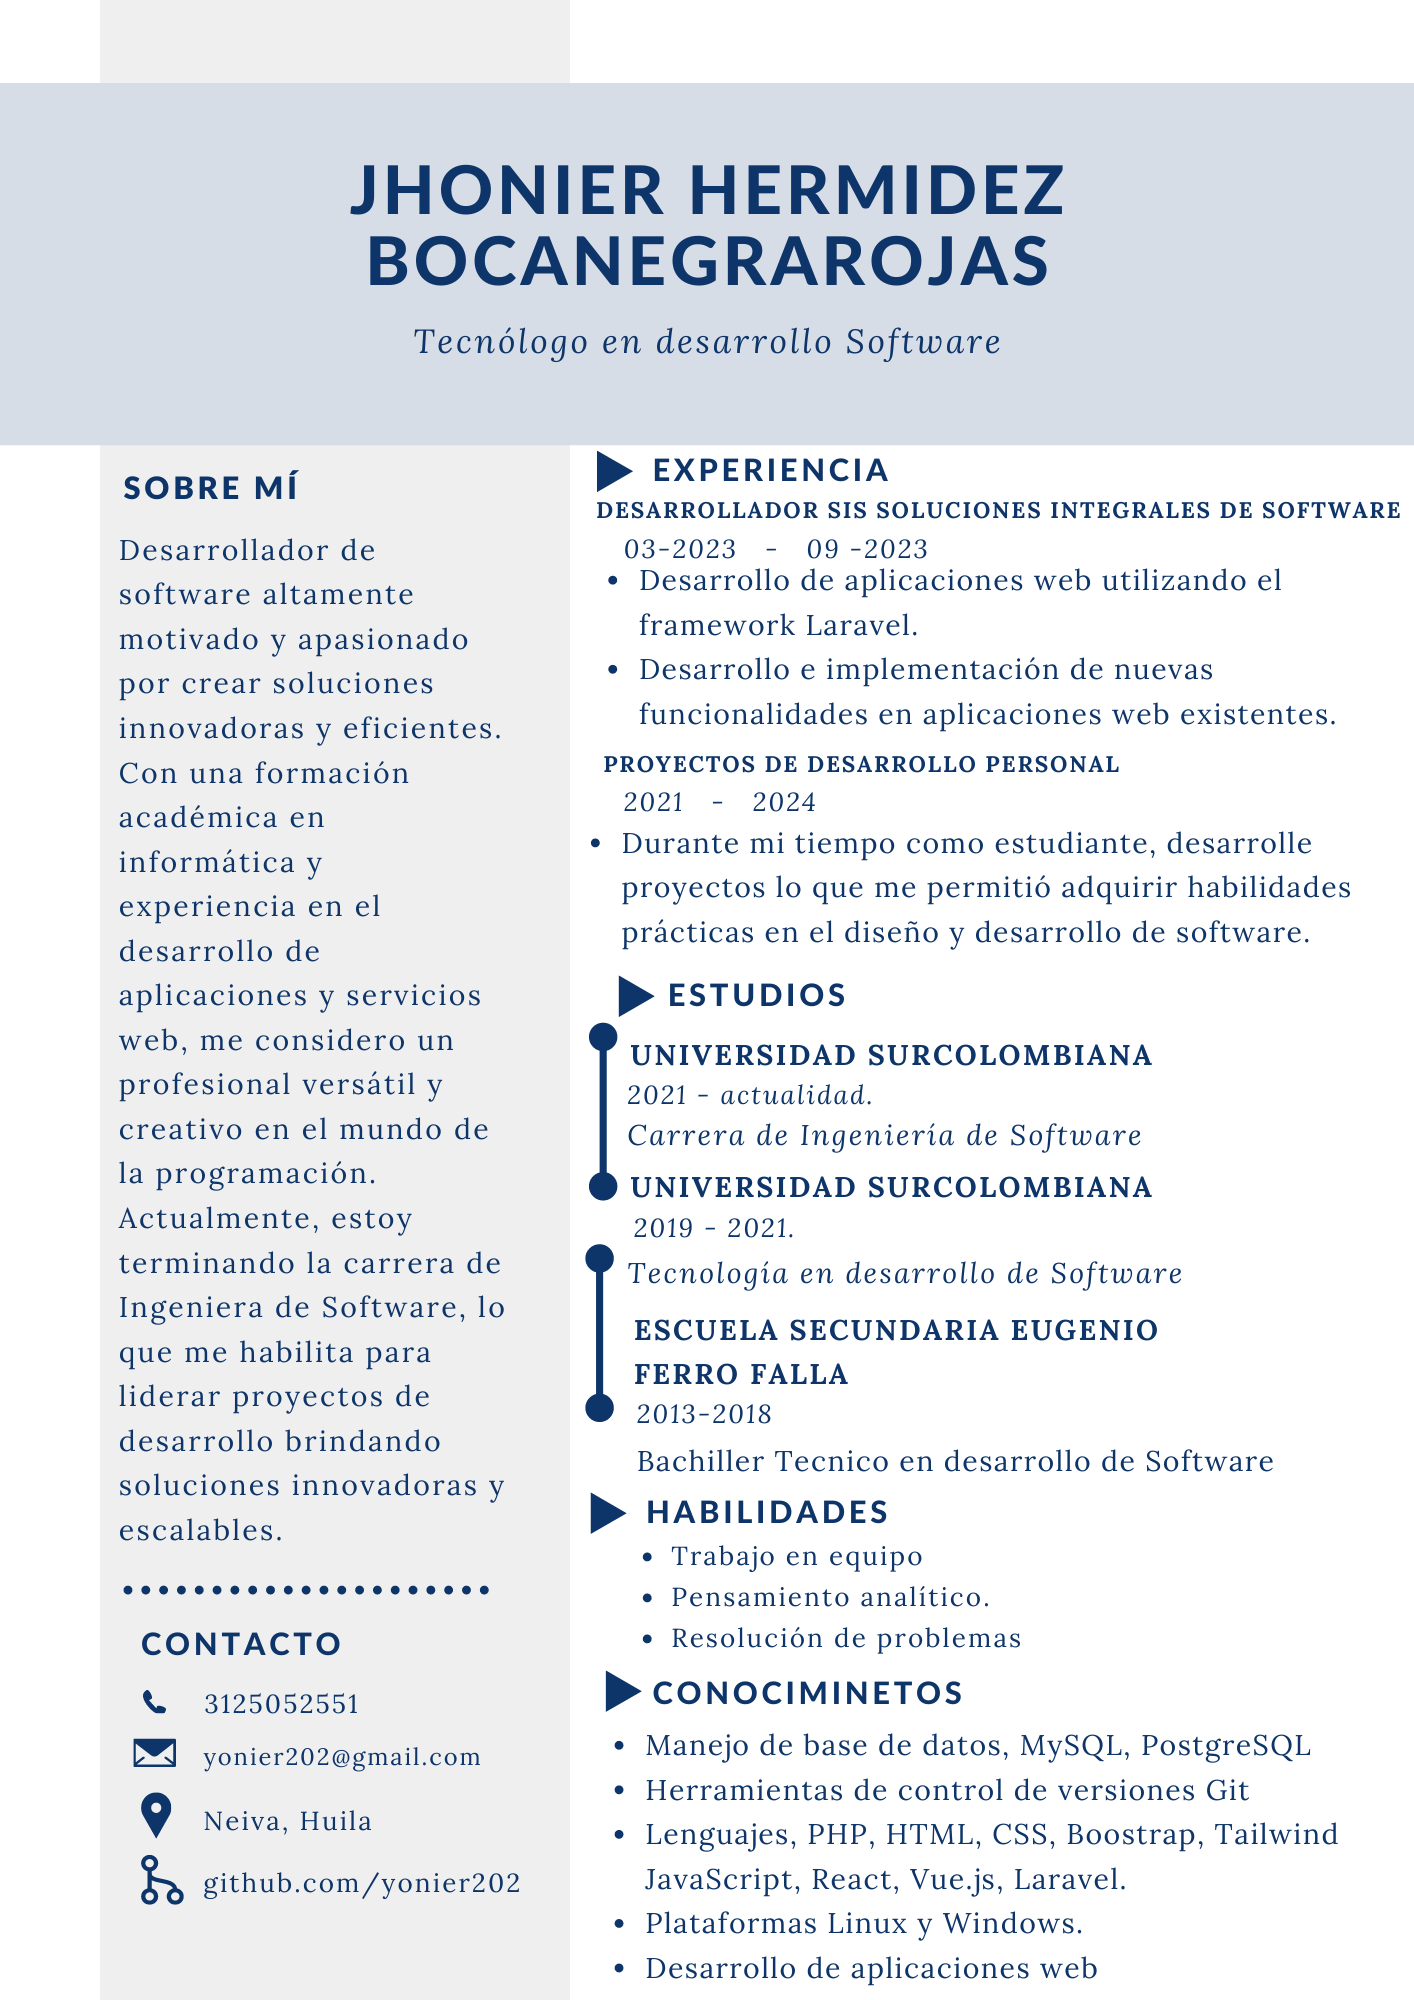 JHONIER HERMIDEZ
BOCANEGRAROJAS
Tecnólogo en desarrollo Software
SOBRE MÍ
Desarrollador de
software altamente
motivado y apasionado
por crear soluciones
innovadoras y eficientes.
Con una formación
académica en
informática y
experiencia en el
desarrollo de
aplicaciones y servicios
web, me considero un
profesional versátil y
creativo en el mundo de
la programación.
Actualmente, estoy
terminando la carrera de
Ingeniera de Software, lo
que me habilita para
liderar proyectos de
desarrollo brindando
soluciones innovadoras y
escalables.
CONTACTO
3125052551
yonier202@gmail.com
Neiva, Huila
github.com/yonier202
EXPERIENCIA
DESARROLLADOR SIS SOLUCIONES INTEGRALES DE SOFTWARE
03-2023 - 09 -2023
• Desarrollo de aplicaciones web utilizando el
framework Laravel.
• Desarrollo e implementación de nuevas
funcionalidades en aplicaciones web existentes.
PROYECTOS DE DESARROLLO PERSONAL
2021 - 2024
• Durante mi tiempo como estudiante, desarrolle
proyectos lo que me permitió adquirir habilidades
prácticas en el diseño y desarrollo de software.
ESTUDIOS
UNIVERSIDAD SURCOLOMBIANA
2021 - actualidad.
Carrera de Ingeniería de Software
UNIVERSIDAD SURCOLOMBIANA
2019 - 2021.
Tecnología en desarrollo de Software
ESCUELA SECUNDARIA EUGENIO
FERRO FALLA
2013-2018
Bachiller Tecnico en desarrollo de Software
HABILIDADES
• Trabajo en equipo
• Pensamiento analítico.
• Resolución de problemas
CONOCIMINETOS
• Manejo de base de datos, MySQL, PostgreSQL
• Herramientas de control de versiones Git
• Lenguajes, PHP, HTML, CSS, Boostrap, Tailwind
JavaScript, React, Vue.js, Laravel.
• Plataformas Linux y Windows.
• Desarrollo de aplicaciones web